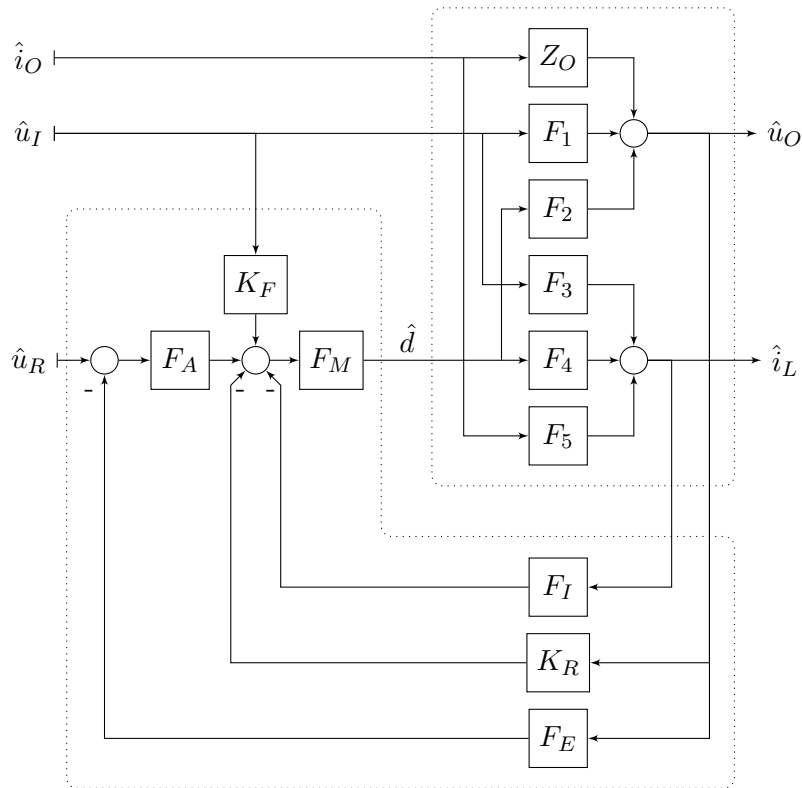 î_O
Z_O
û_I
F_1
û_O
F_2
K_F
F_3
û_R
F_A
F_M
d̂
F_4
î_L
-
-
-
F_5
F_I
K_R
F_E